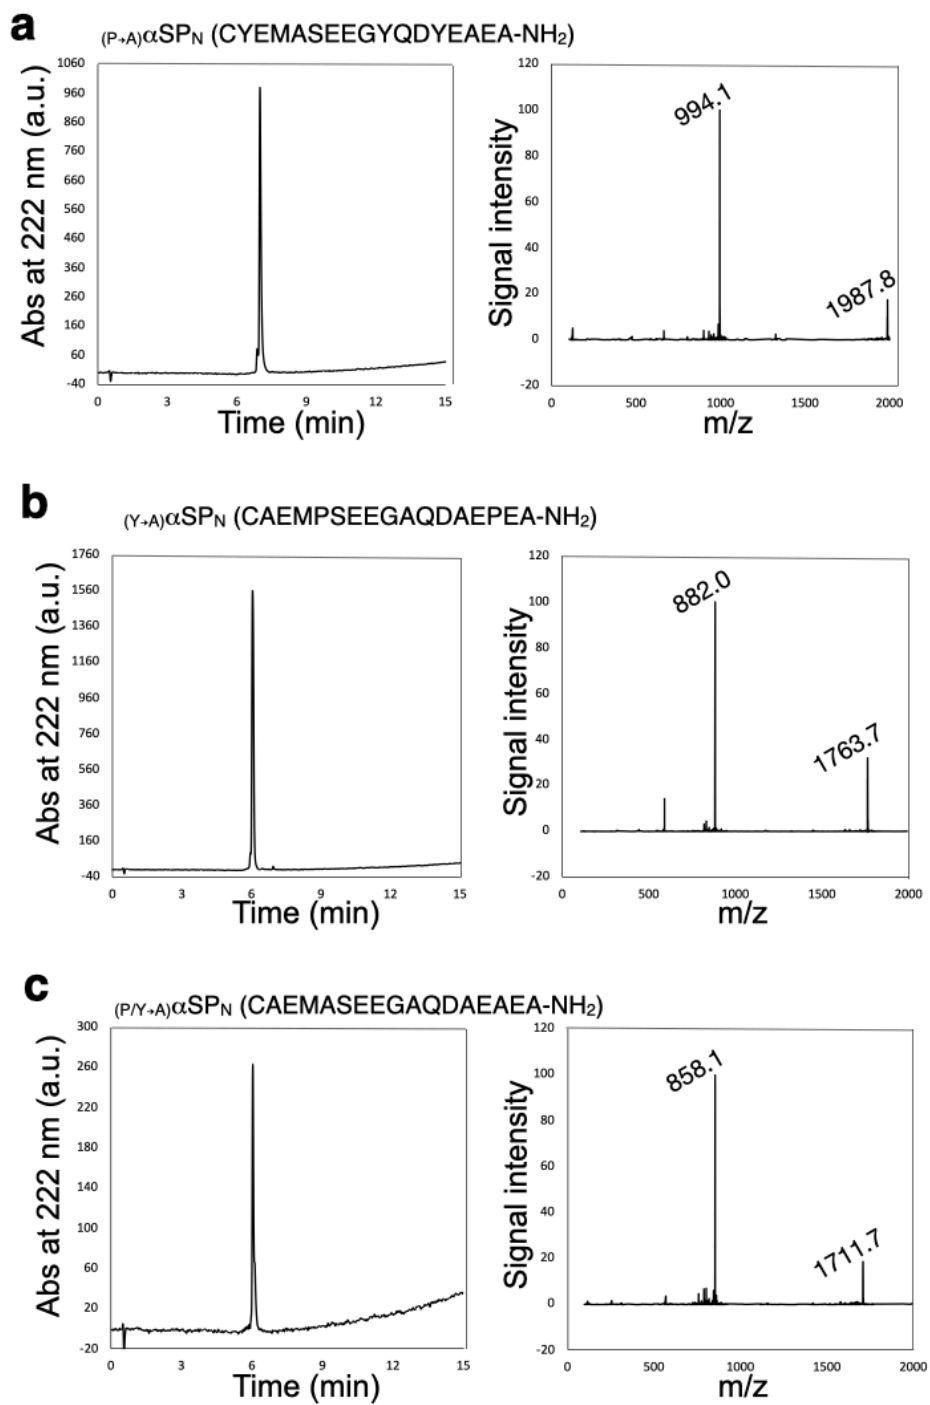 a
(P→A)αSPN (CYEMASEEGYQDYEAEA-NH2)
Abs at 222 nm (a.u.)
1060
960
860
760
660
560
460
360
260
160
60
-40
0 3 6 9 12 15
Time (min)
Signal intensity
120
100
80
60
40
20
0
-20
994.1
1987.8
0 500 1000 1500 2000
m/z
b
(Y→A)αSPN (CAEMPSEEGAQDAEPEA-NH2)
Abs at 222 nm (a.u.)
1760
1560
1360
1160
960
760
560
360
160
-40
0 3 6 9 12 15
Time (min)
Signal intensity
120
100
80
60
40
20
0
-20
882.0
1763.7
0 500 1000 1500 2000
m/z
c
(P/Y→A)αSPN (CAEMASEEGAQDAEAEA-NH2)
Abs at 222 nm (a.u.)
300
260
220
180
140
100
60
20
-20
0 3 6 9 12 15
Time (min)
Signal intensity
120
100
80
60
40
20
0
-20
858.1
1711.7
0 500 1000 1500 2000
m/z